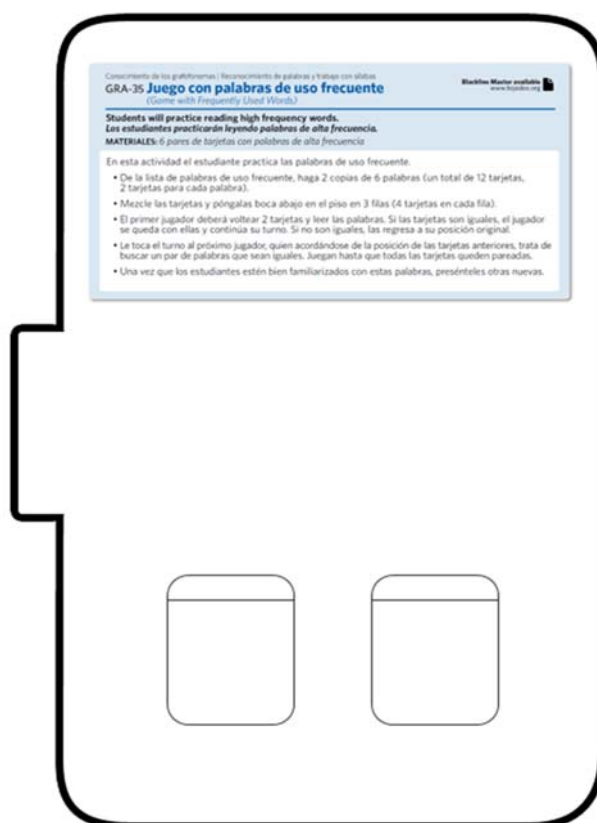 Conocimiento de los grafofonemas | Reconocimiento de palabras y trabajo con sílabas
GRA-35 Juego con palabras de uso frecuente
(Game with Frequently Used Words)
Blackline Master available
Students will practice reading high frequency words.
Los estudiantes practicarán leyendo palabras de alta frecuencia.
MATERIALES: 6 pares de tarjetas con palabras de alta frecuencia
En esta actividad el estudiante practica las palabras de uso frecuente.
• De la lista de palabras de uso frecuente, haga 2 copias de 6 palabras (un total de 12 tarjetas,
2 tarjetas para cada palabra).
• Mezcle las tarjetas y póngalas boca abajo en el piso en 3 filas (4 tarjetas en cada fila).
• El primer jugador deberá voltear 2 tarjetas y leer las palabras. Si las tarjetas son iguales, el jugador
se queda con ellas y continúa su turno. Si no son iguales, las regresa a su posición original.
• Le toca el turno al próximo jugador, quien acordándose de la posición de las tarjetas anteriores, trata de
buscar un par de palabras que sean iguales. Juegan hasta que todas las tarjetas queden pareadas.
• Una vez que los estudiantes estén bien familiarizados con estas palabras, presénteles otras nuevas.